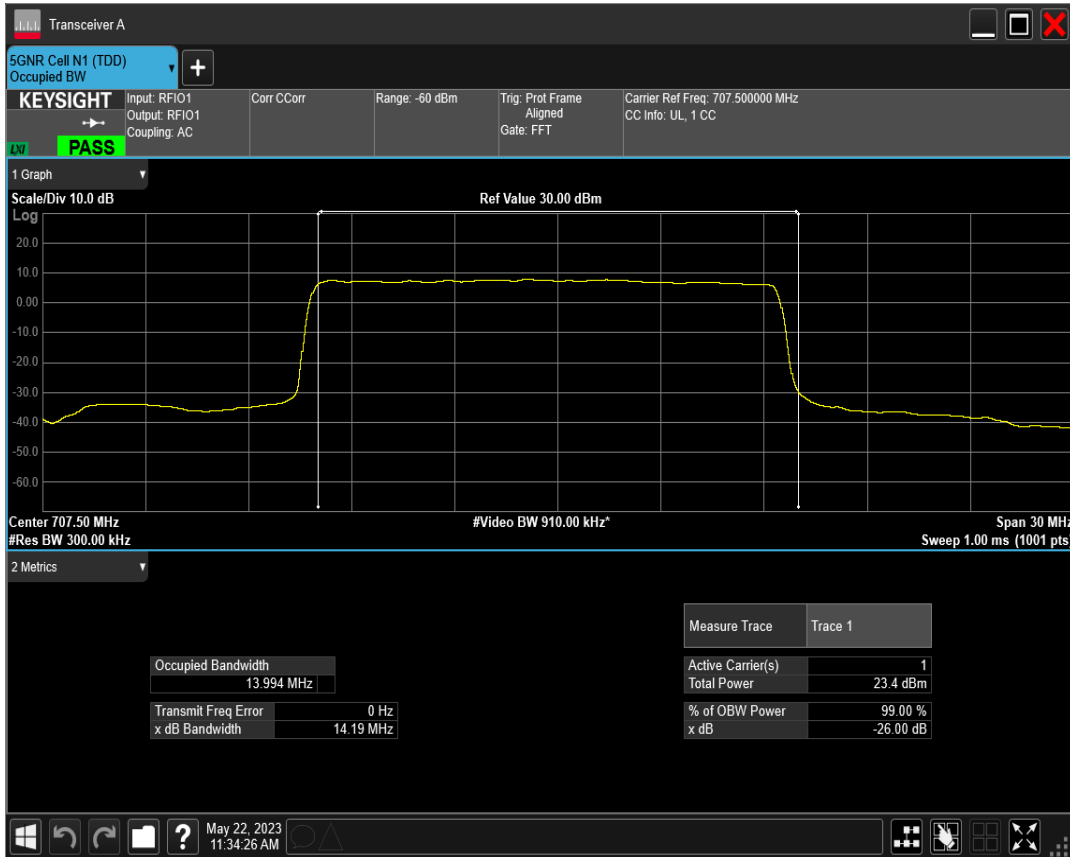 Transceiver A
5GNR Cell N1 (TDD)
Occupied BW
+
KEYSIGHT
LXI
PASS
Input: RFIO1
Output: RFIO1
Coupling: AC
Corr CCorr
Range: -60 dBm
Trig: Prot Frame
Aligned
Gate: FFT
Carrier Ref Freq: 707.500000 MHz
CC Info: UL, 1 CC
1 Graph
Scale/Div 10.0 dB
Ref Value 30.00 dBm
Log
20.0
10.0
0.00
-10.0
-20.0
-30.0
-40.0
-50.0
-60.0
Center 707.50 MHz
#Video BW 910.00 kHz*
Span 30 MHz
#Res BW 300.00 kHz
Sweep 1.00 ms (1001 pts)
2 Metrics
Measure Trace Trace 1
Occupied Bandwidth
13.994 MHz
Active Carrier(s) 1
Total Power 23.4 dBm
Transmit Freq Error 0 Hz
x dB Bandwidth 14.19 MHz
% of OBW Power 99.00 %
x dB -26.00 dB
?
May 22, 2023
11:34:26 AM